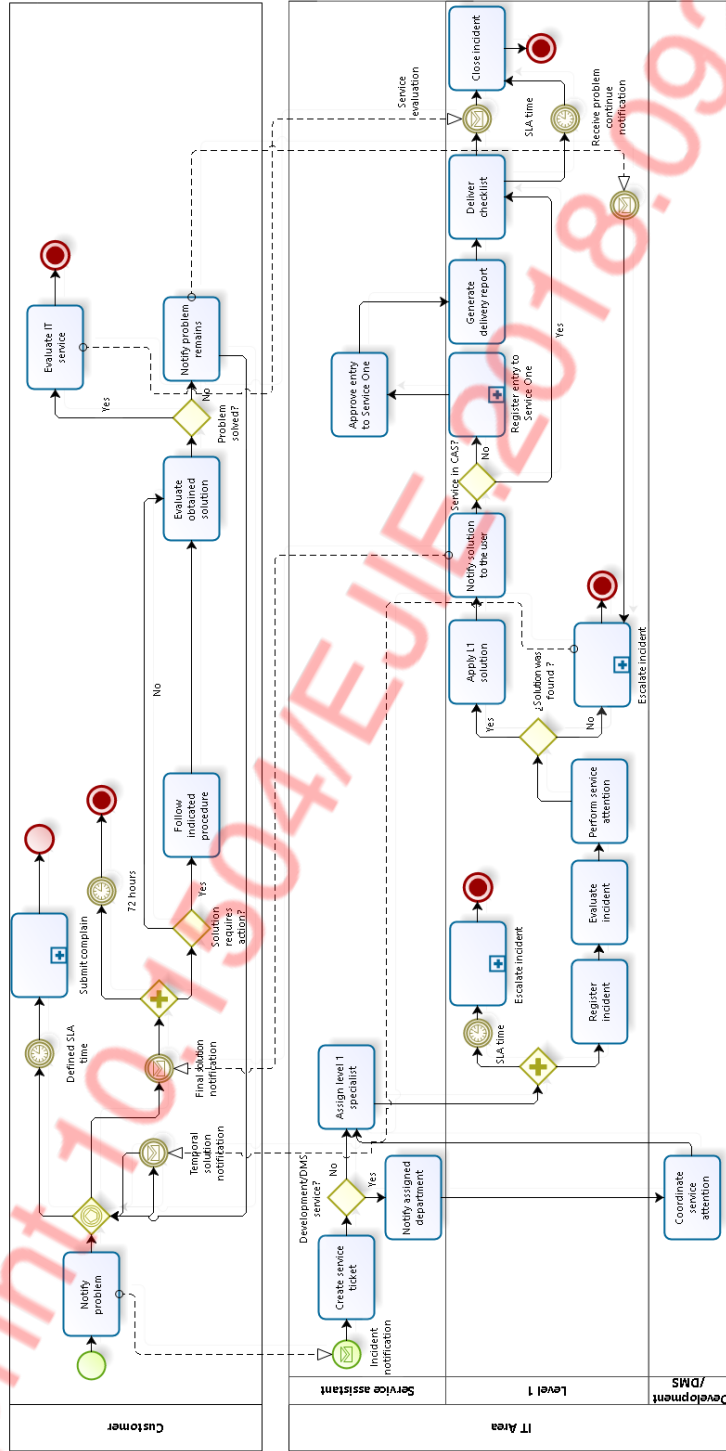 Customer
Notify
problem
Defined SLA
time
Submit complain
Temporal
solution
notification
Final solution
notification
72 hours
Solution
requires
action?
Yes
No
Follow
indicated
procedure
Evaluate
obtained
solution
Problem
solved?
Yes
No
Evaluate IT
service
Notify problem
remains
IT Area
Service assistant
Level 1
Development
/DMS
Incident
notification
Create service
ticket
Development/DMS
service?
No
Yes
Notify assigned
department
Assign level 1
specialist
Coordinate
service
attention
SLA time
Escalate incident
Register
incident
Evaluate
incident
Perform service
attention
¿Solution was
found ?
Yes
No
Apply L1
solution
Escalate incident
Notify solution
to the user
Service in CAS?
No
Yes
Register entry to
Service One
Approve entry
to Service One
Generate
delivery report
Deliver
checklist
Service
evaluation
SLA time
Receive problem
continue
notification
Close incident
nt 10.1504/EJIE.2018.09